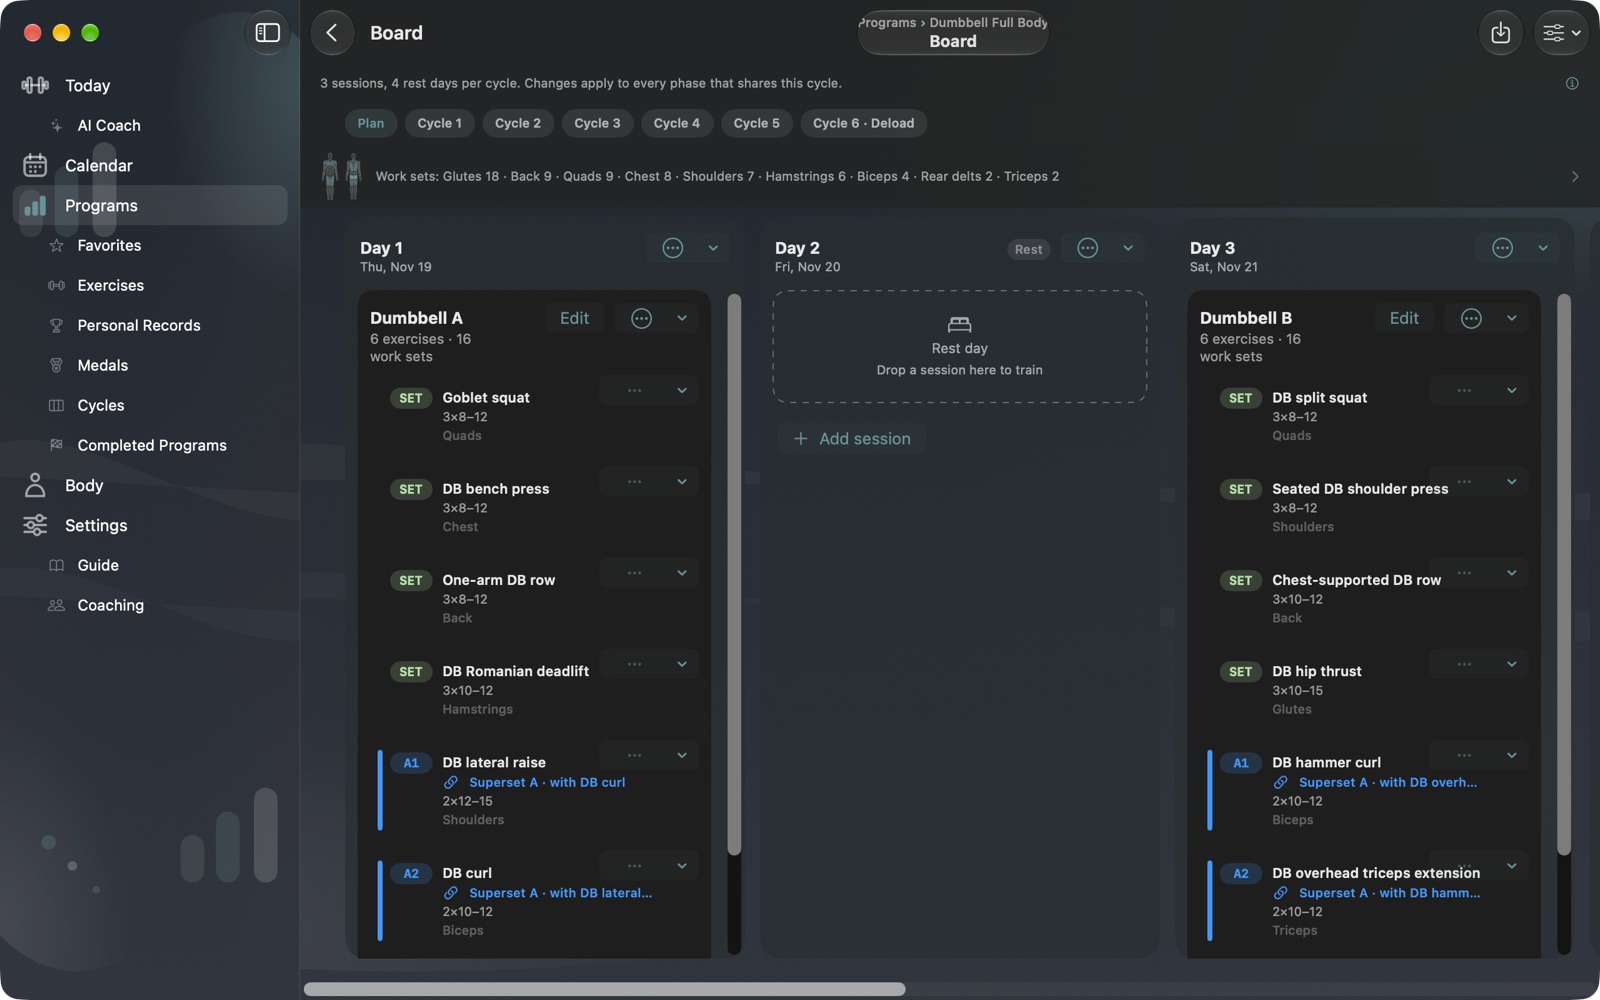 Board
Programs › Dumbbell Full Body
Board
Today
AI Coach
Calendar
Programs
Favorites
Exercises
Personal Records
Medals
Cycles
Completed Programs
Body
Settings
Guide
Coaching
3 sessions, 4 rest days per cycle. Changes apply to every phase that shares this cycle.
Plan
Cycle 1
Cycle 2
Cycle 3
Cycle 4
Cycle 5
Cycle 6 · Deload
Work sets: Glutes 18 · Back 9 · Quads 9 · Chest 8 · Shoulders 7 · Hamstrings 6 · Biceps 4 · Rear delts 2 · Triceps 2
Day 1
Thu, Nov 19
Dumbbell A
Edit
6 exercises · 16
work sets
SET
Goblet squat
3×8–12
Quads
SET
DB bench press
3×8–12
Chest
SET
One-arm DB row
3×8–12
Back
SET
DB Romanian deadlift
3×10–12
Hamstrings
A1
DB lateral raise
Superset A · with DB curl
2×12–15
Shoulders
A2
DB curl
Superset A · with DB lateral...
2×10–12
Biceps
Day 2
Rest
Fri, Nov 20
Rest day
Drop a session here to train
+ Add session
Day 3
Sat, Nov 21
Dumbbell B
Edit
6 exercises · 16
work sets
SET
DB split squat
3×8–12
Quads
SET
Seated DB shoulder press
3×8–12
Shoulders
SET
Chest-supported DB row
3×10–12
Back
SET
DB hip thrust
3×10–15
Glutes
A1
DB hammer curl
Superset A · with DB overh...
2×10–12
Biceps
A2
DB overhead triceps extension
Superset A · with DB hamm...
2×10–12
Triceps